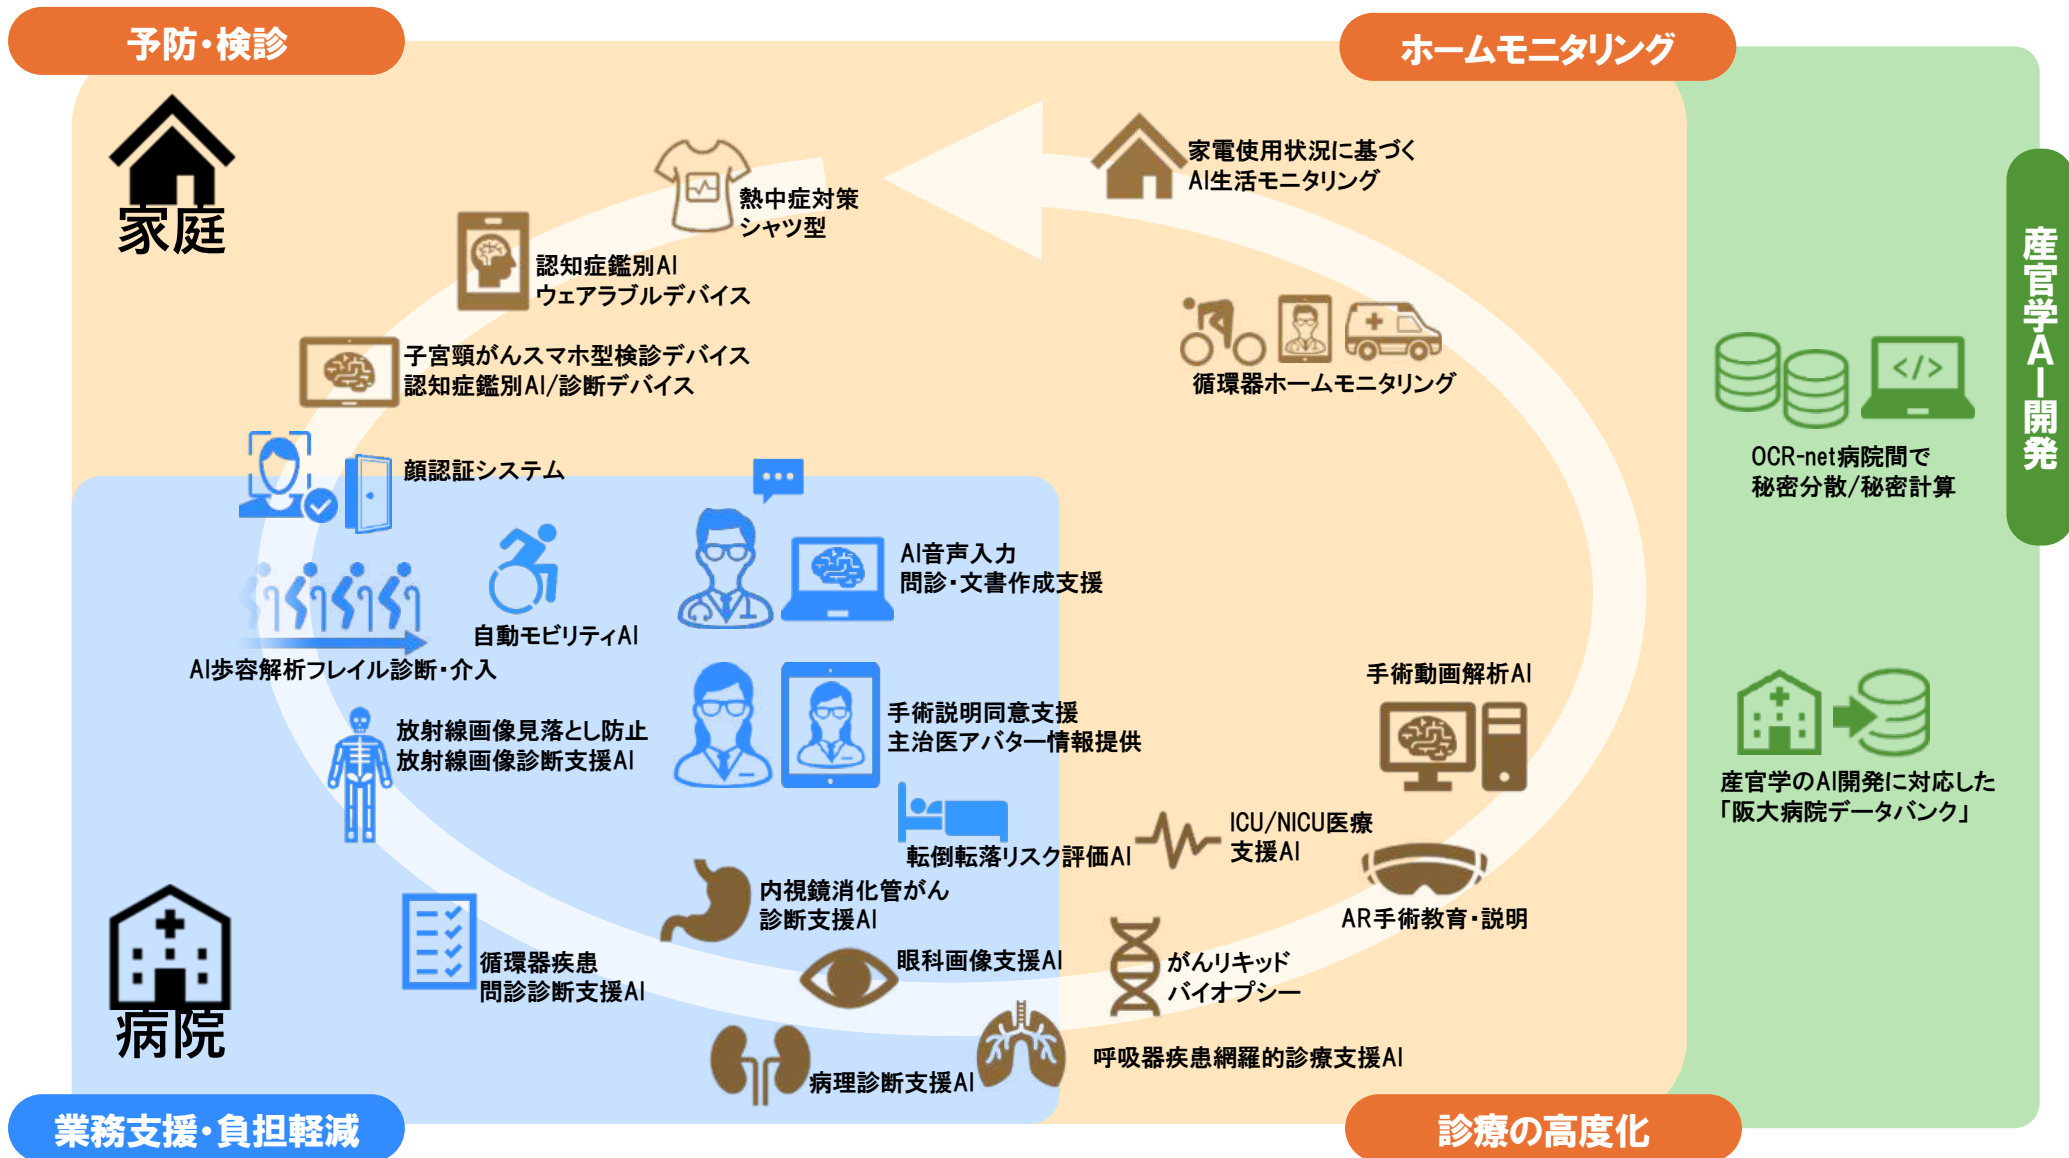 予防・検診
ホームモニタリング
家庭
熱中症対策
シャツ型
家電使用状況に基づく
AI生活モニタリング
産官学AI開発
認知症鑑別AI
ウェアラブルデバイス
子宮頸がんスマホ型検診デバイス
認知症鑑別AI/診断デバイス
循環器ホームモニタリング
</>
OCR-net病院間で
秘密分散/秘密計算
顔認証システム
AI音声入力
問診・文書作成支援
自動モビリティAI
AI歩容解析フレイル診断・介入
手術説明同意支援
主治医アバター情報提供
放射線画像見落とし防止
放射線画像診断支援AI
手術動画解析AI
産官学のAI開発に対応した
「阪大病院データバンク」
転倒転落リスク評価AI
ICU/NICU医療
支援AI
内視鏡消化管がん
診断支援AI
AR手術教育・説明
病院
循環器疾患
問診診断支援AI
眼科画像支援AI
がんリキッド
バイオプシー
病理診断支援AI
呼吸器疾患網羅的診療支援AI
業務支援・負担軽減
診療の高度化